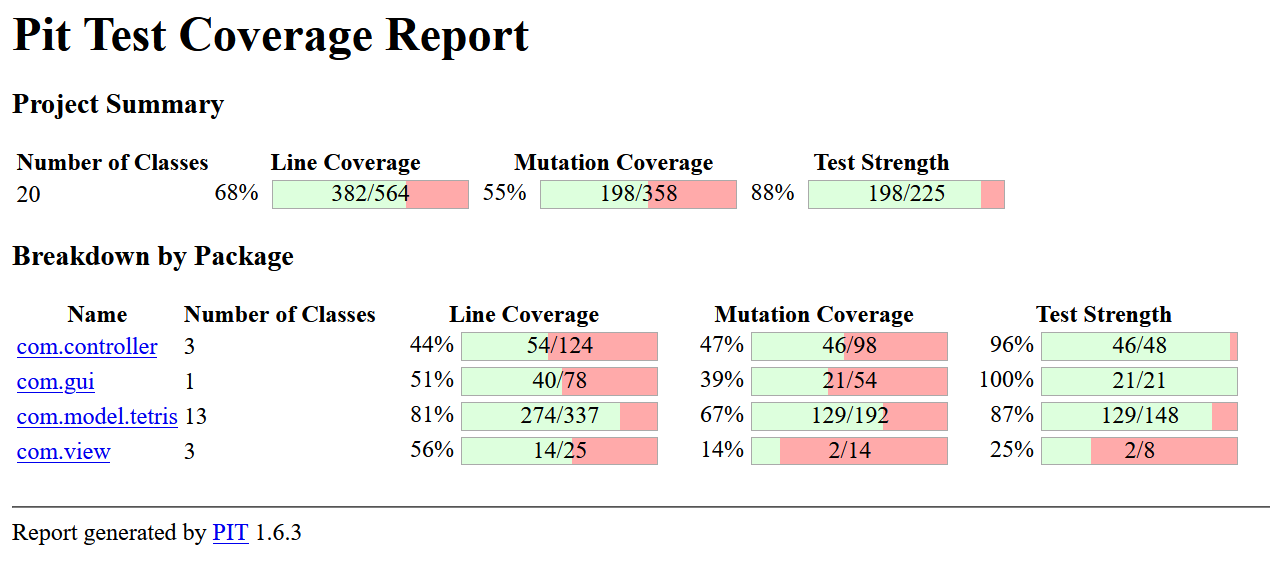 Pit Test Coverage Report
Project Summary
Number of Classes Line Coverage Mutation Coverage Test Strength
20 68% 382/564 55% 198/358 88% 198/225
Breakdown by Package
Name Number of Classes Line Coverage Mutation Coverage Test Strength
com.controller 3 44% 54/124 47% 46/98 96% 46/48
com.gui 1 51% 40/78 39% 21/54 100% 21/21
com.model.tetris 13 81% 274/337 67% 129/192 87% 129/148
com.view 3 56% 14/25 14% 2/14 25% 2/8
Report generated by PIT 1.6.3